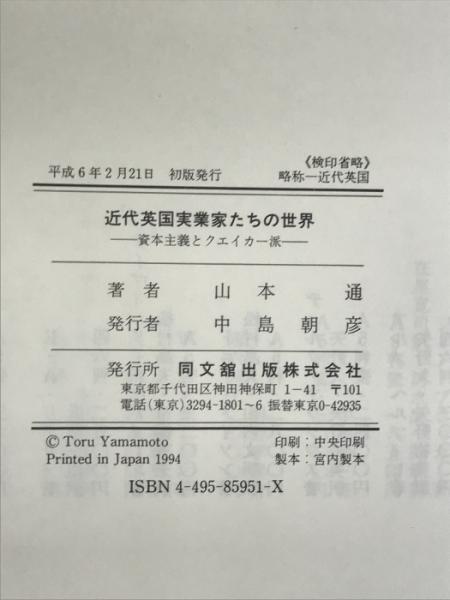 《検印省略》
平成6年2月21日 初版発行 略称―近代英国
近代英国実業家たちの世界
――資本主義とクエイカー派――
著者 山本通
発行者 中島朝彦
発行所 同文舘出版株式会社
東京都千代田区神田神保町1-41 〒101
電話(東京)3294-1801~6 振替東京0-42935
© Toru Yamamoto 印刷:中央印刷
Printed in Japan 1994 製本:宮内製本
ISBN 4-495-85951-X